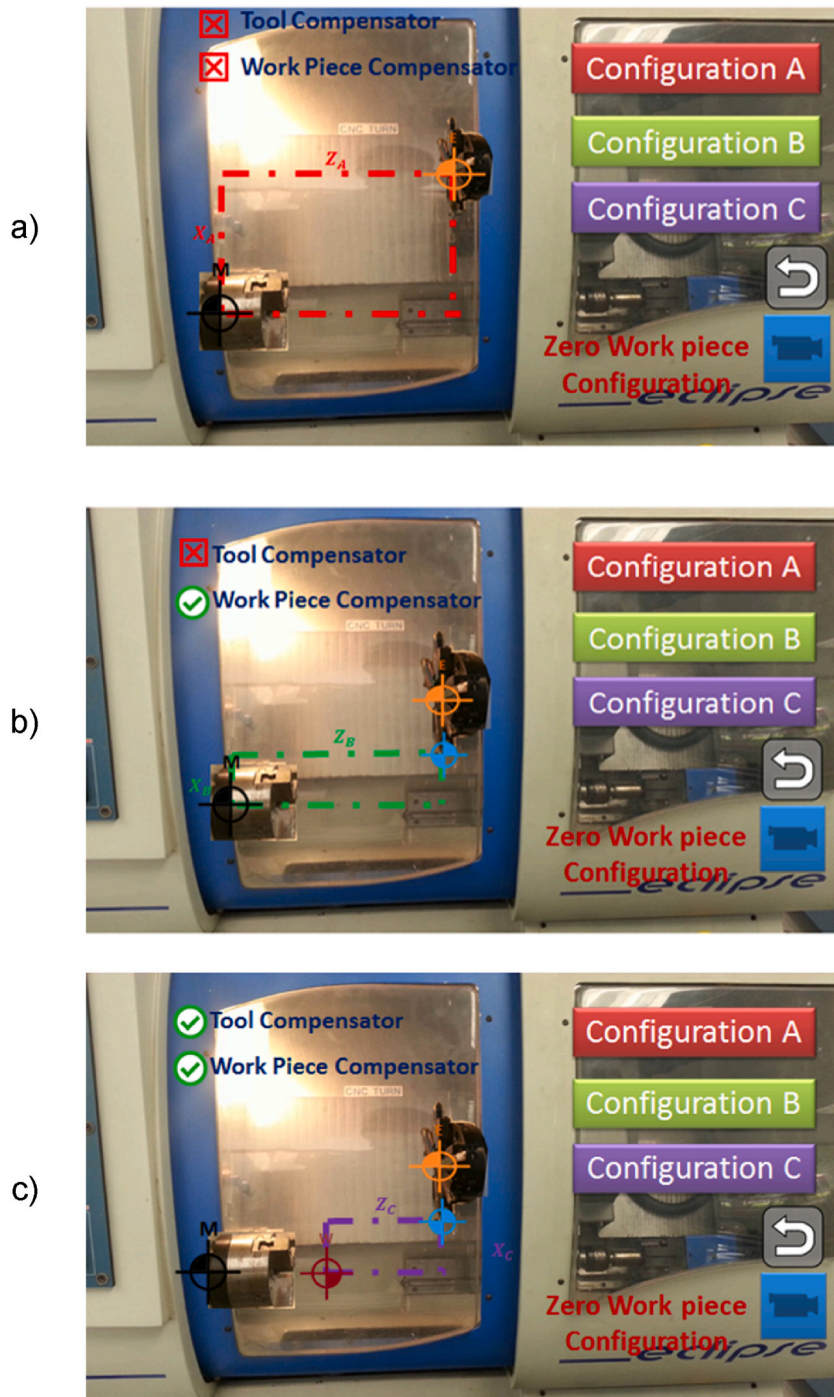 a)
Tool Compensator
Work Piece Compensator
CNC TURN
E
Z_A
X_A
M
Configuration A
Configuration B
Configuration C
Zero Work piece
Configuration
eclipse
b)
Tool Compensator
Work Piece Compensator
CNC TURN
E
Z_B
X_B
M
Configuration A
Configuration B
Configuration C
Zero Work piece
Configuration
eclipse
c)
Tool Compensator
Work Piece Compensator
CNC TURN
E
Z_C
X_C
M
W
Configuration A
Configuration B
Configuration C
Zero Work piece
Configuration
eclipse